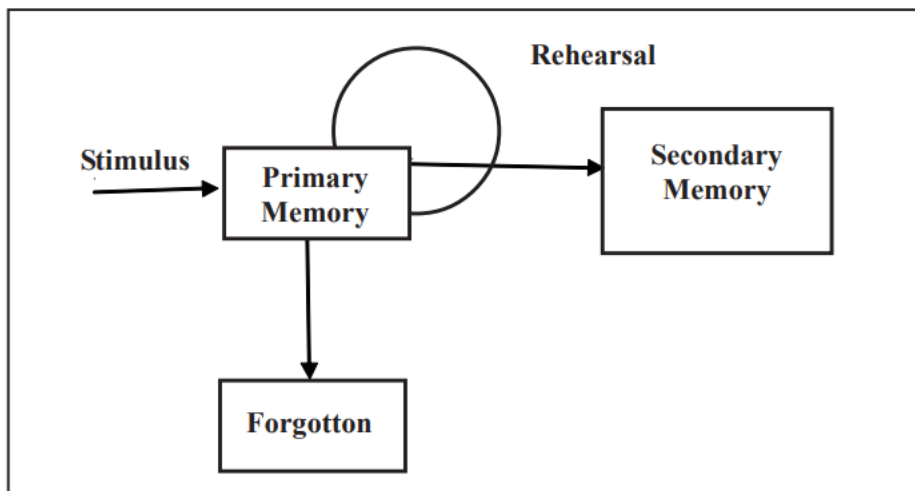 Rehearsal
Stimulus
Primary
Memory
Secondary
Memory
Forgotton